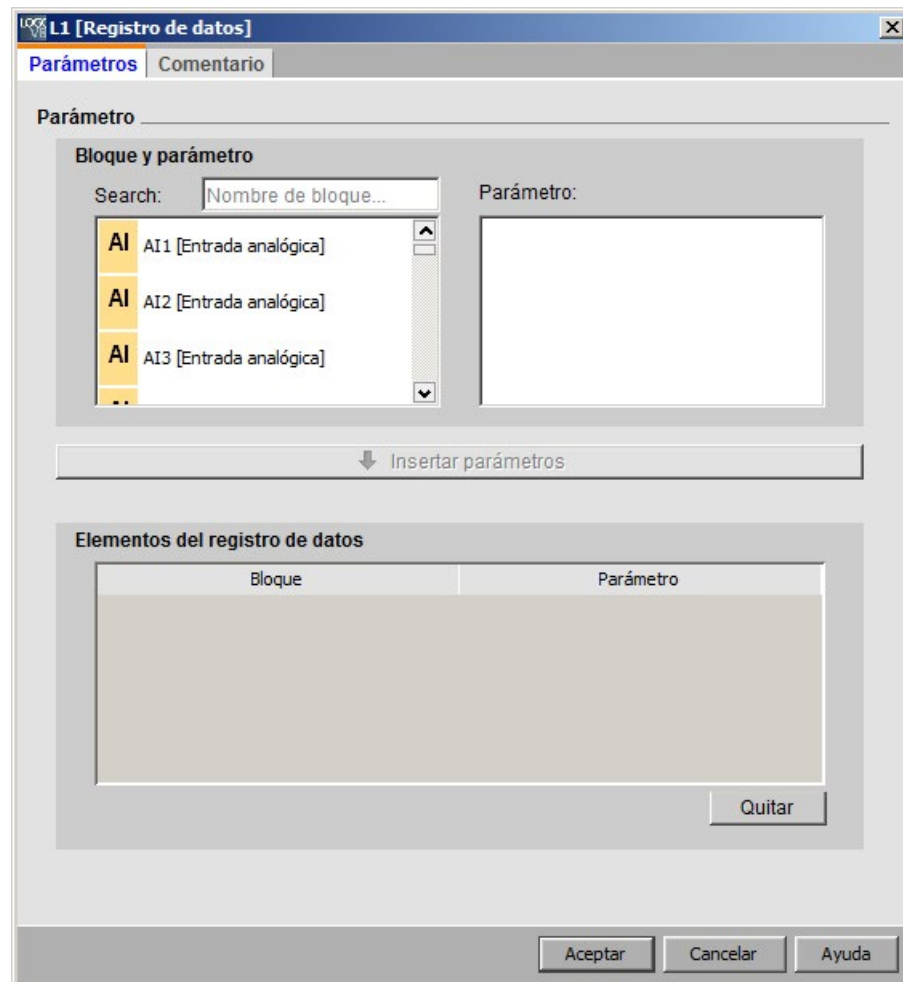 L1 [Registro de datos]
Parámetros Comentario
Parámetro
Bloque y parámetro
Search: Nombre de bloque... Parámetro:
AI AI1 [Entrada analógica]
AI AI2 [Entrada analógica]
AI AI3 [Entrada analógica]
Insertar parámetros
Elementos del registro de datos
Bloque Parámetro
Quitar
Aceptar Cancelar Ayuda